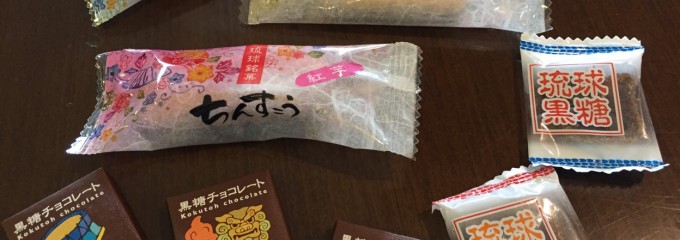 琉球銘菓
紅芋
ちんすこう
琉球
黒糖
黒糖チョコレート
Kokutoh chocolate
黒糖チョコレート
Kokutoh chocolate
琉球